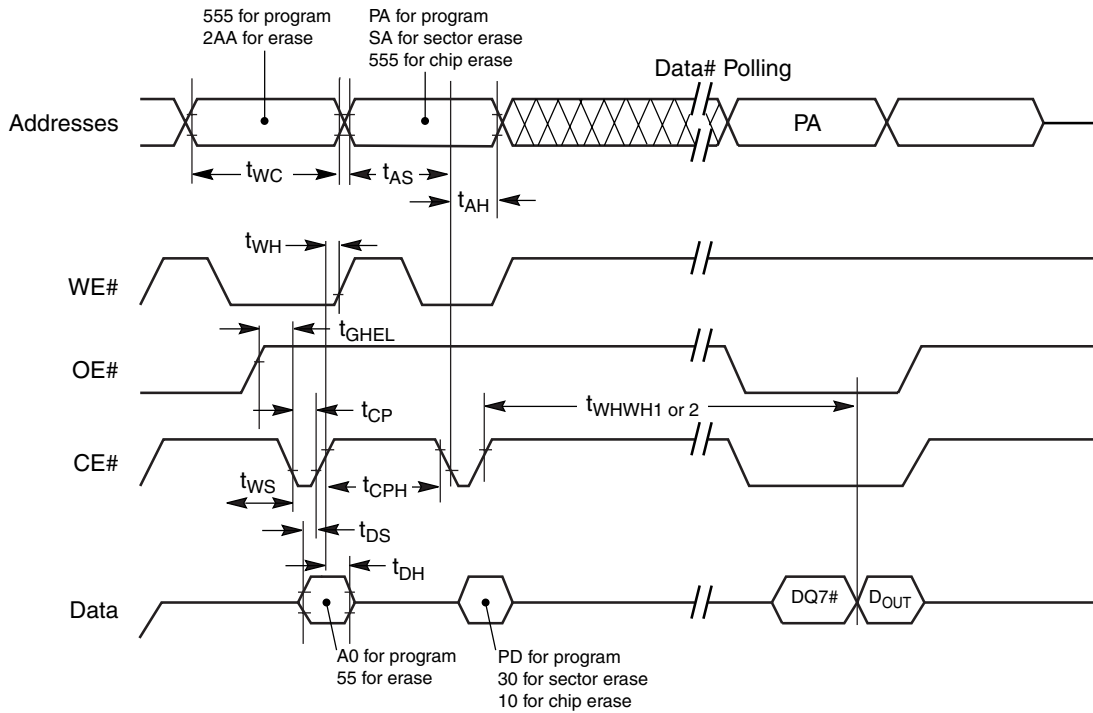 555 for program
2AA for erase
PA for program
SA for sector erase
555 for chip erase
Data# Polling
Addresses
PA
tWC
tAS
tAH
tWH
WE#
tGHEL
OE#
tCP
tWHWH1 or 2
CE#
tWS
tCPH
tDS
tDH
Data
DQ7#
DOUT
A0 for program
55 for erase
PD for program
30 for sector erase
10 for chip erase